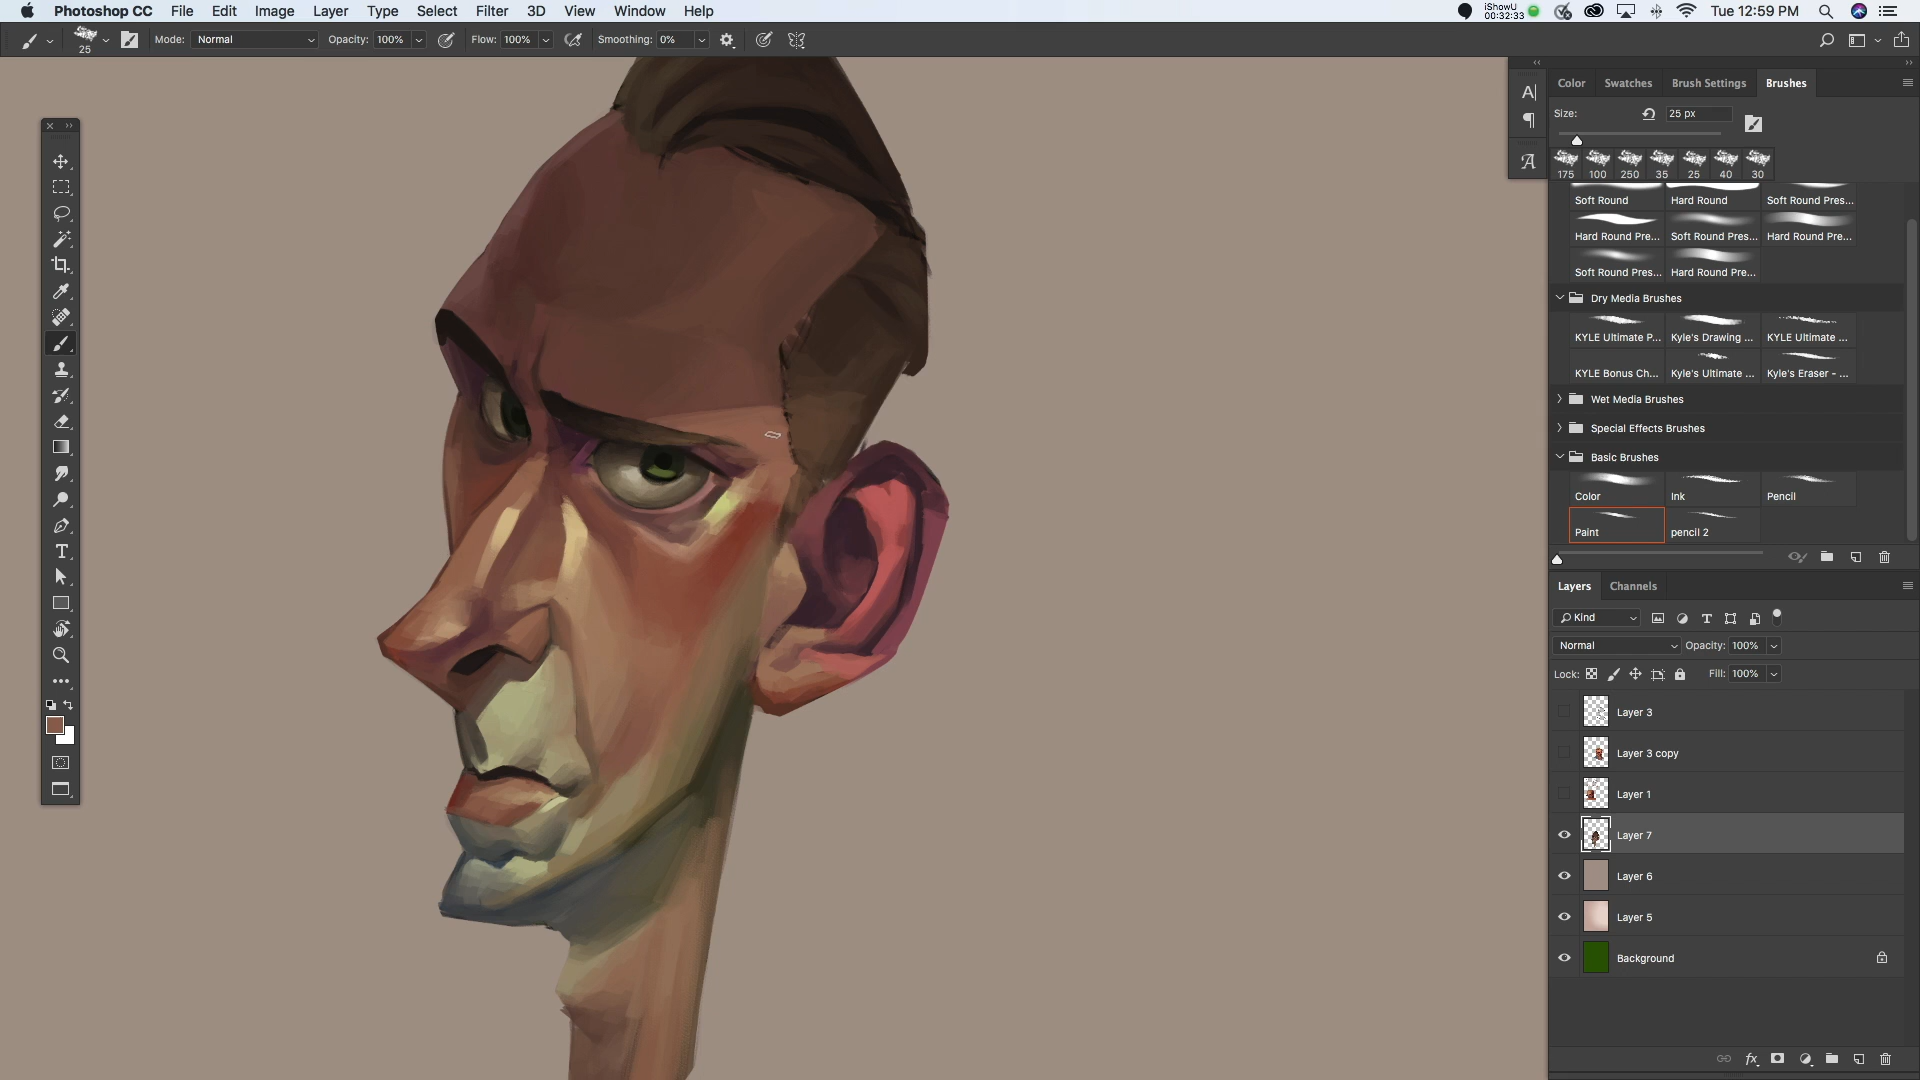 Photoshop CC File Edit Image Layer Type Select Filter 3D View Window Help iShowU 00:32:33 Tue 12:59 PM
25 Mode: Normal Opacity: 100% Flow: 100% Smoothing: 0%
Color Swatches Brush Settings Brushes
Size: 25 px
175 100 250 35 25 40 30
Soft Round Hard Round Soft Round Pres...
Hard Round Pre... Soft Round Pres... Hard Round Pre...
Soft Round Pres... Hard Round Pre...
Dry Media Brushes
KYLE Ultimate P... Kyle's Drawing ... KYLE Ultimate ...
KYLE Bonus Ch... Kyle's Ultimate ... Kyle's Eraser - ...
Wet Media Brushes
Special Effects Brushes
Basic Brushes
Color Ink Pencil
Paint pencil 2
Layers Channels
Kind
Normal Opacity: 100%
Lock: Fill: 100%
Layer 3
Layer 3 copy
Layer 1
Layer 7
Layer 6
Layer 5
Background